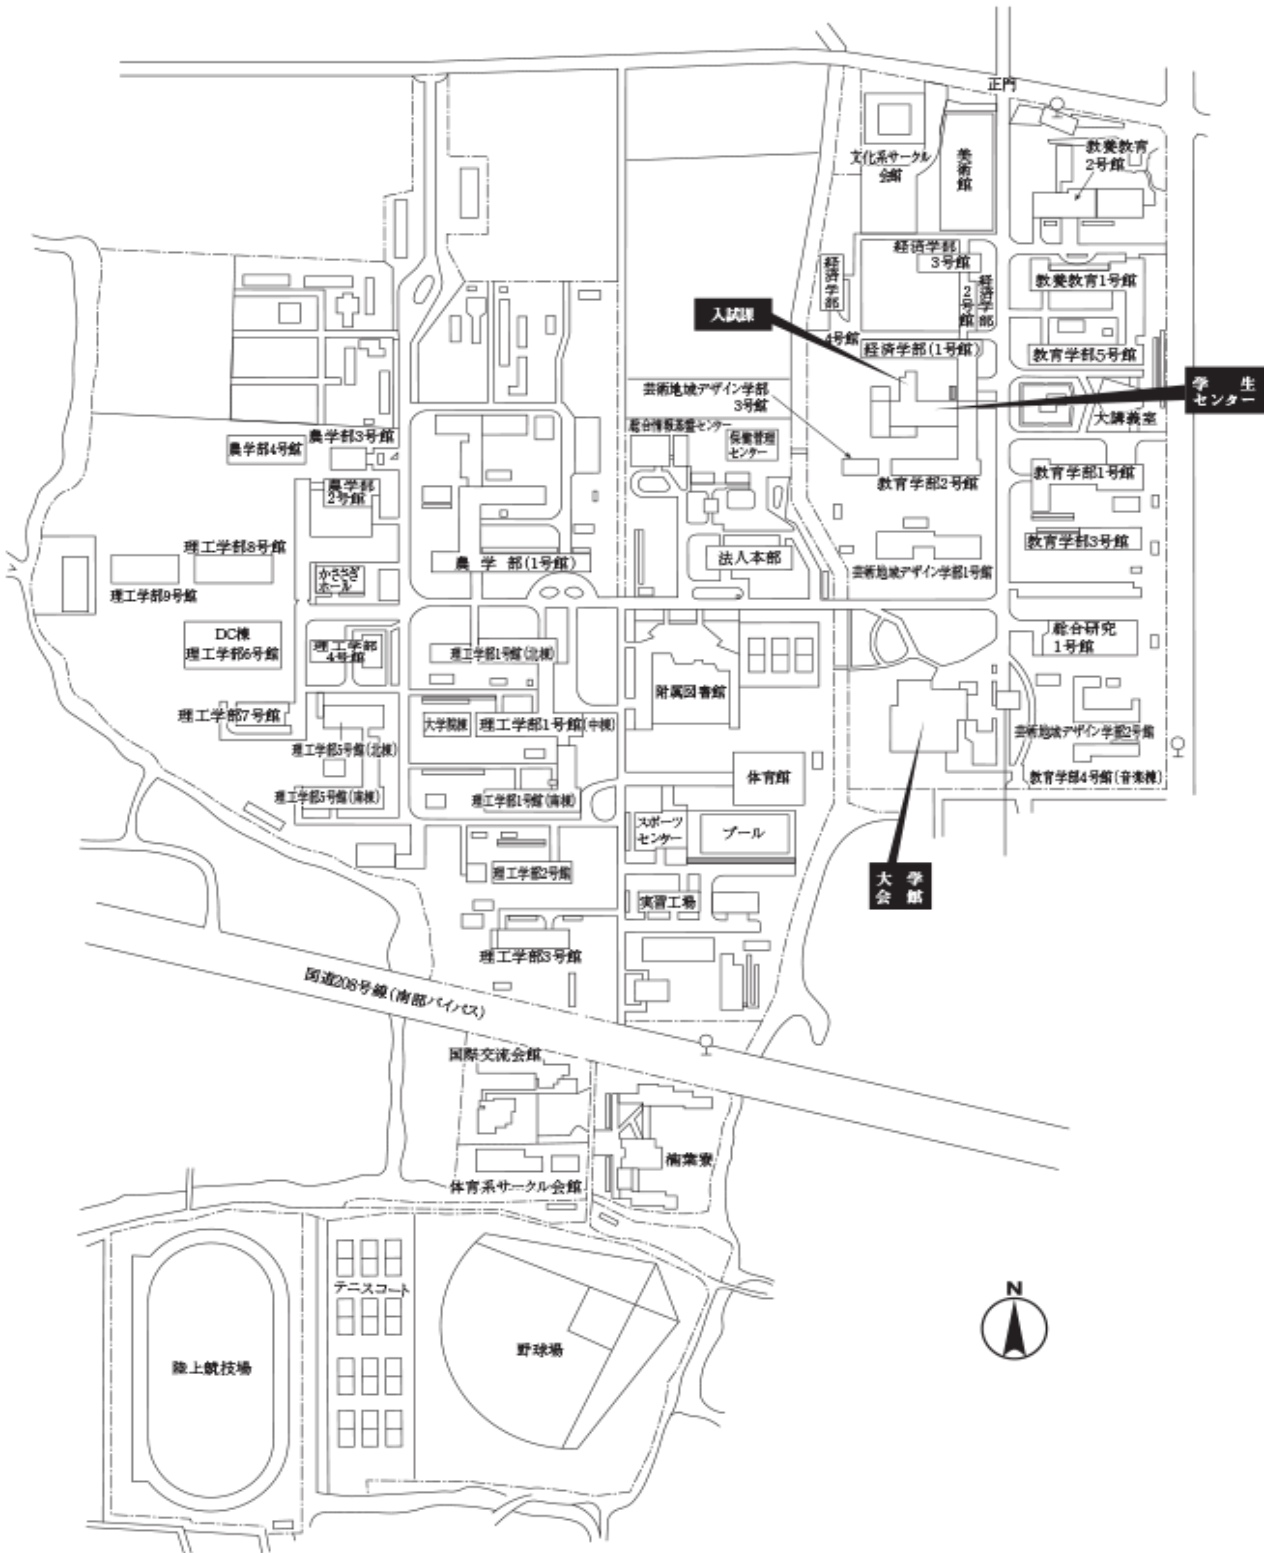 正門
文化系サークル
会館
美術館
教養教育
2号館
経済学部
3号館
経済学部
4号館
経済学部
2号館
教養教育1号館
入試課
経済学部(1号館)
教育学部5号館
学生
センター
芸術地域デザイン学部
3号館
大講義室
総合情報基盤センター
保健管理
センター
農学部3号館
農学部4号館
教育学部1号館
教育学部2号館
農学部
2号館
教育学部3号館
理工学部8号館
農学部(1号館)
法人本部
芸術地域デザイン学部1号館
かささぎ
ホール
理工学部9号館
DC棟
理工学部6号館
理工学部
4号館
理工学部1号館(北棟)
総合研究
1号館
附属図書館
理工学部7号館
大学院棟
理工学部1号館(中棟)
芸術地域デザイン学部2号館
理工学部5号館(北棟)
体育館
教育学部4号館(音楽棟)
理工学部5号館(南棟)
理工学部1号館(南棟)
スポーツ
センター
プール
理工学部2号館
大学
会館
実習工場
理工学部3号館
国道208号線(南部バイパス)
国際交流会館
楠葉寮
体育系サークル会館
テニスコート
N
野球場
陸上競技場